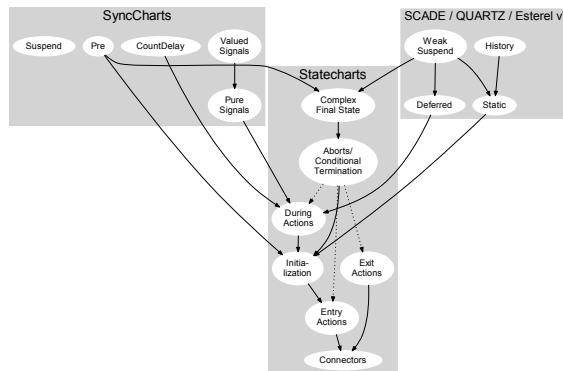 SyncCharts
SCADE / QUARTZ / Esterel v
Suspend
Pre
CountDelay
Valued
Signals
Weak
Suspend
History
Statecharts
Pure
Signals
Complex
Final State
Deferred
Static
Aborts/
Conditional
Termination
During
Actions
Initia-
lization
Exit
Actions
Entry
Actions
Connectors